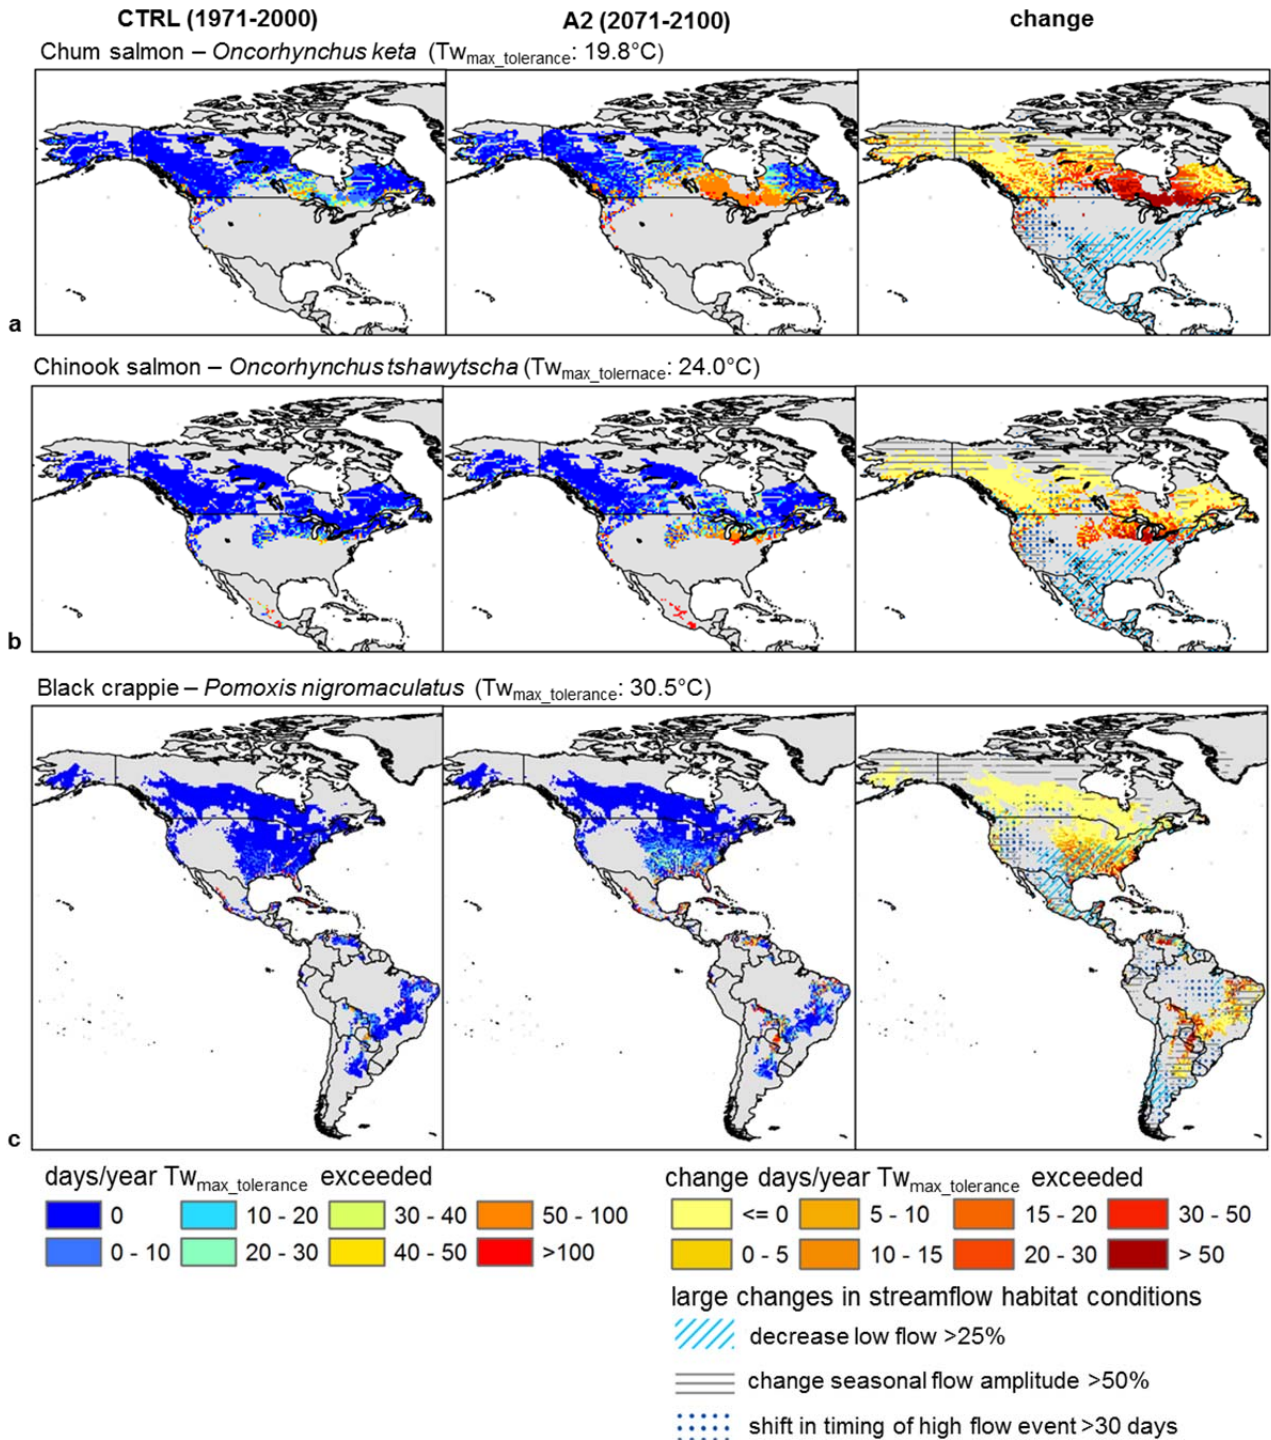 CTRL (1971-2000) A2 (2071-2100) change
Chum salmon – Oncorhynchus keta (Twmax_tolerance: 19.8°C)
a
Chinook salmon – Oncorhynchus tshawytscha (Twmax_tolernace: 24.0°C)
b
Black crappie – Pomoxis nigromaculatus (Twmax_tolerance: 30.5°C)
c
days/year Twmax_tolerance exceeded
0 10 - 20 30 - 40 50 - 100
0 - 10 20 - 30 40 - 50 >100
change days/year Twmax_tolerance exceeded
<= 0 5 - 10 15 - 20 30 - 50
0 - 5 10 - 15 20 - 30 > 50
large changes in streamflow habitat conditions
decrease low flow >25%
change seasonal flow amplitude >50%
shift in timing of high flow event >30 days